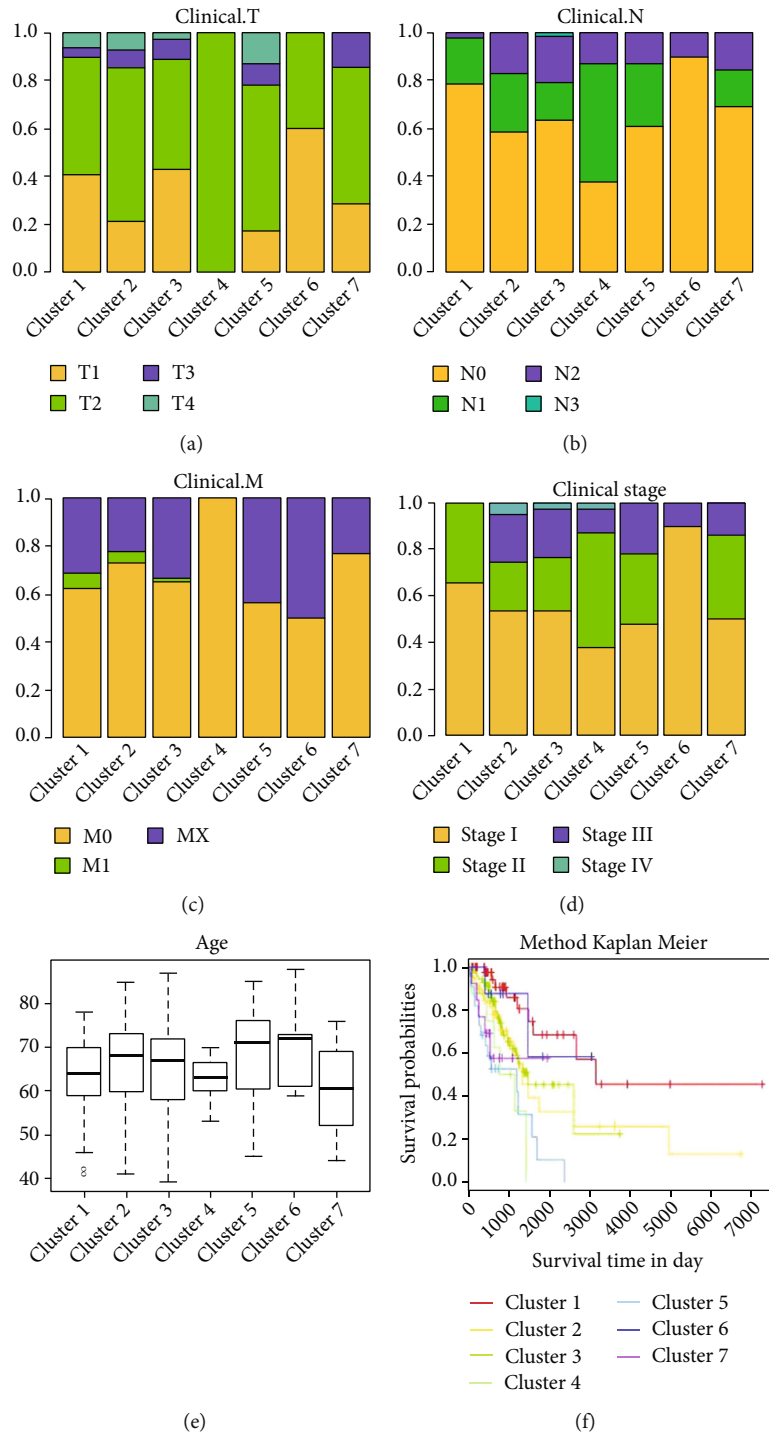 Clinical.T
1.0
0.8
0.6
0.4
0.2
0.0
Cluster 1
Cluster 2
Cluster 3
Cluster 4
Cluster 5
Cluster 6
Cluster 7
T1
T3
T2
T4
(a)
Clinical.N
1.0
0.8
0.6
0.4
0.2
0.0
Cluster 1
Cluster 2
Cluster 3
Cluster 4
Cluster 5
Cluster 6
Cluster 7
N0
N2
N1
N3
(b)
Clinical.M
1.0
0.8
0.6
0.4
0.2
0.0
Cluster 1
Cluster 2
Cluster 3
Cluster 4
Cluster 5
Cluster 6
Cluster 7
M0
MX
M1
(c)
Clinical stage
1.0
0.8
0.6
0.4
0.2
0.0
Cluster 1
Cluster 2
Cluster 3
Cluster 4
Cluster 5
Cluster 6
Cluster 7
Stage I
Stage III
Stage II
Stage IV
(d)
Age
80
70
60
50
40
Cluster 1
Cluster 2
Cluster 3
Cluster 4
Cluster 5
Cluster 6
Cluster 7
(e)
Method Kaplan Meier
Survival probabilities
1.0
0.8
0.6
0.4
0.2
0.0
0
1000
2000
3000
4000
5000
6000
7000
Survival time in day
Cluster 1
Cluster 5
Cluster 2
Cluster 6
Cluster 3
Cluster 7
Cluster 4
(f)